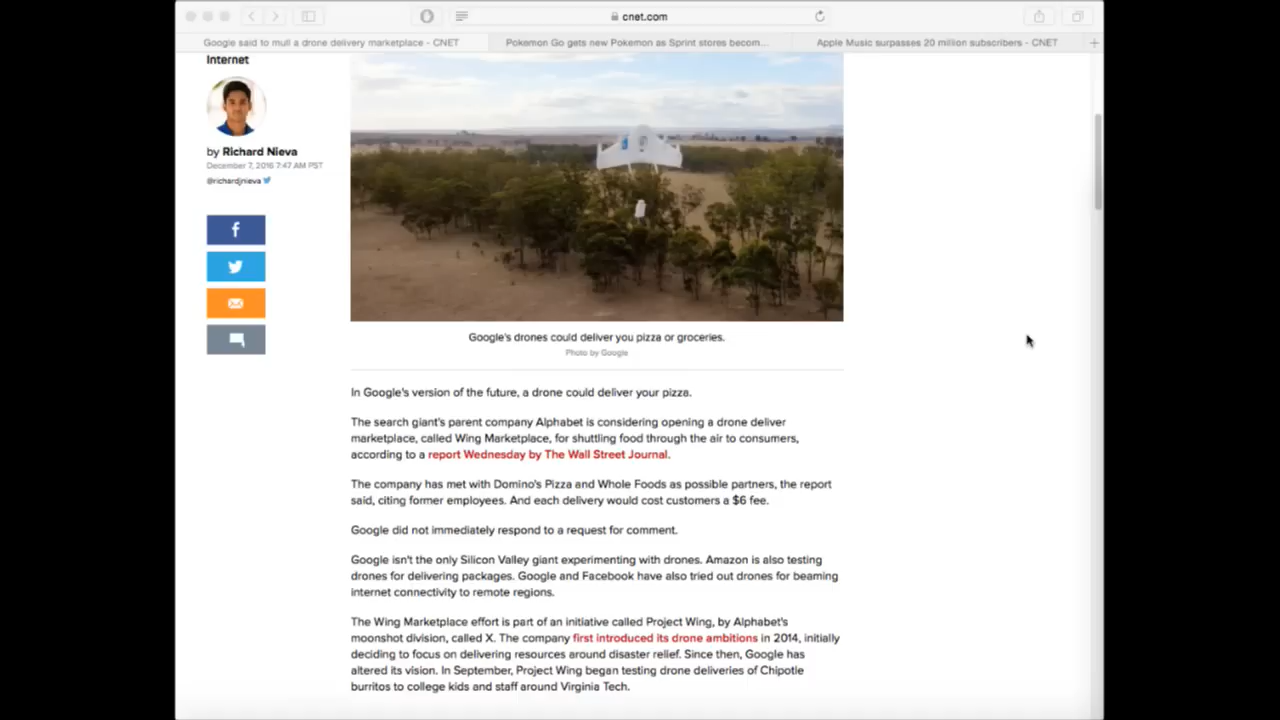 cnet.com
Google said to mull a drone delivery marketplace - CNET
Pokemon Go gets new Pokemon as Sprint stores becom...
Apple Music surpasses 20 million subscribers - CNET
Internet
by Richard Nieva
December 7, 2016 7:47 AM PST
@richardjnieva
Google's drones could deliver you pizza or groceries.
Photo by Google
In Google's version of the future, a drone could deliver your pizza.
The search giant's parent company Alphabet is considering opening a drone deliver
marketplace, called Wing Marketplace, for shuttling food through the air to consumers,
according to a report Wednesday by The Wall Street Journal.
The company has met with Domino's Pizza and Whole Foods as possible partners, the report
said, citing former employees. And each delivery would cost customers a $6 fee.
Google did not immediately respond to a request for comment.
Google isn't the only Silicon Valley giant experimenting with drones. Amazon is also testing
drones for delivering packages. Google and Facebook have also tried out drones for beaming
internet connectivity to remote regions.
The Wing Marketplace effort is part of an initiative called Project Wing, by Alphabet's
moonshot division, called X. The company first introduced its drone ambitions in 2014, initially
deciding to focus on delivering resources around disaster relief. Since then, Google has
altered its vision. In September, Project Wing began testing drone deliveries of Chipotle
burritos to college kids and staff around Virginia Tech.